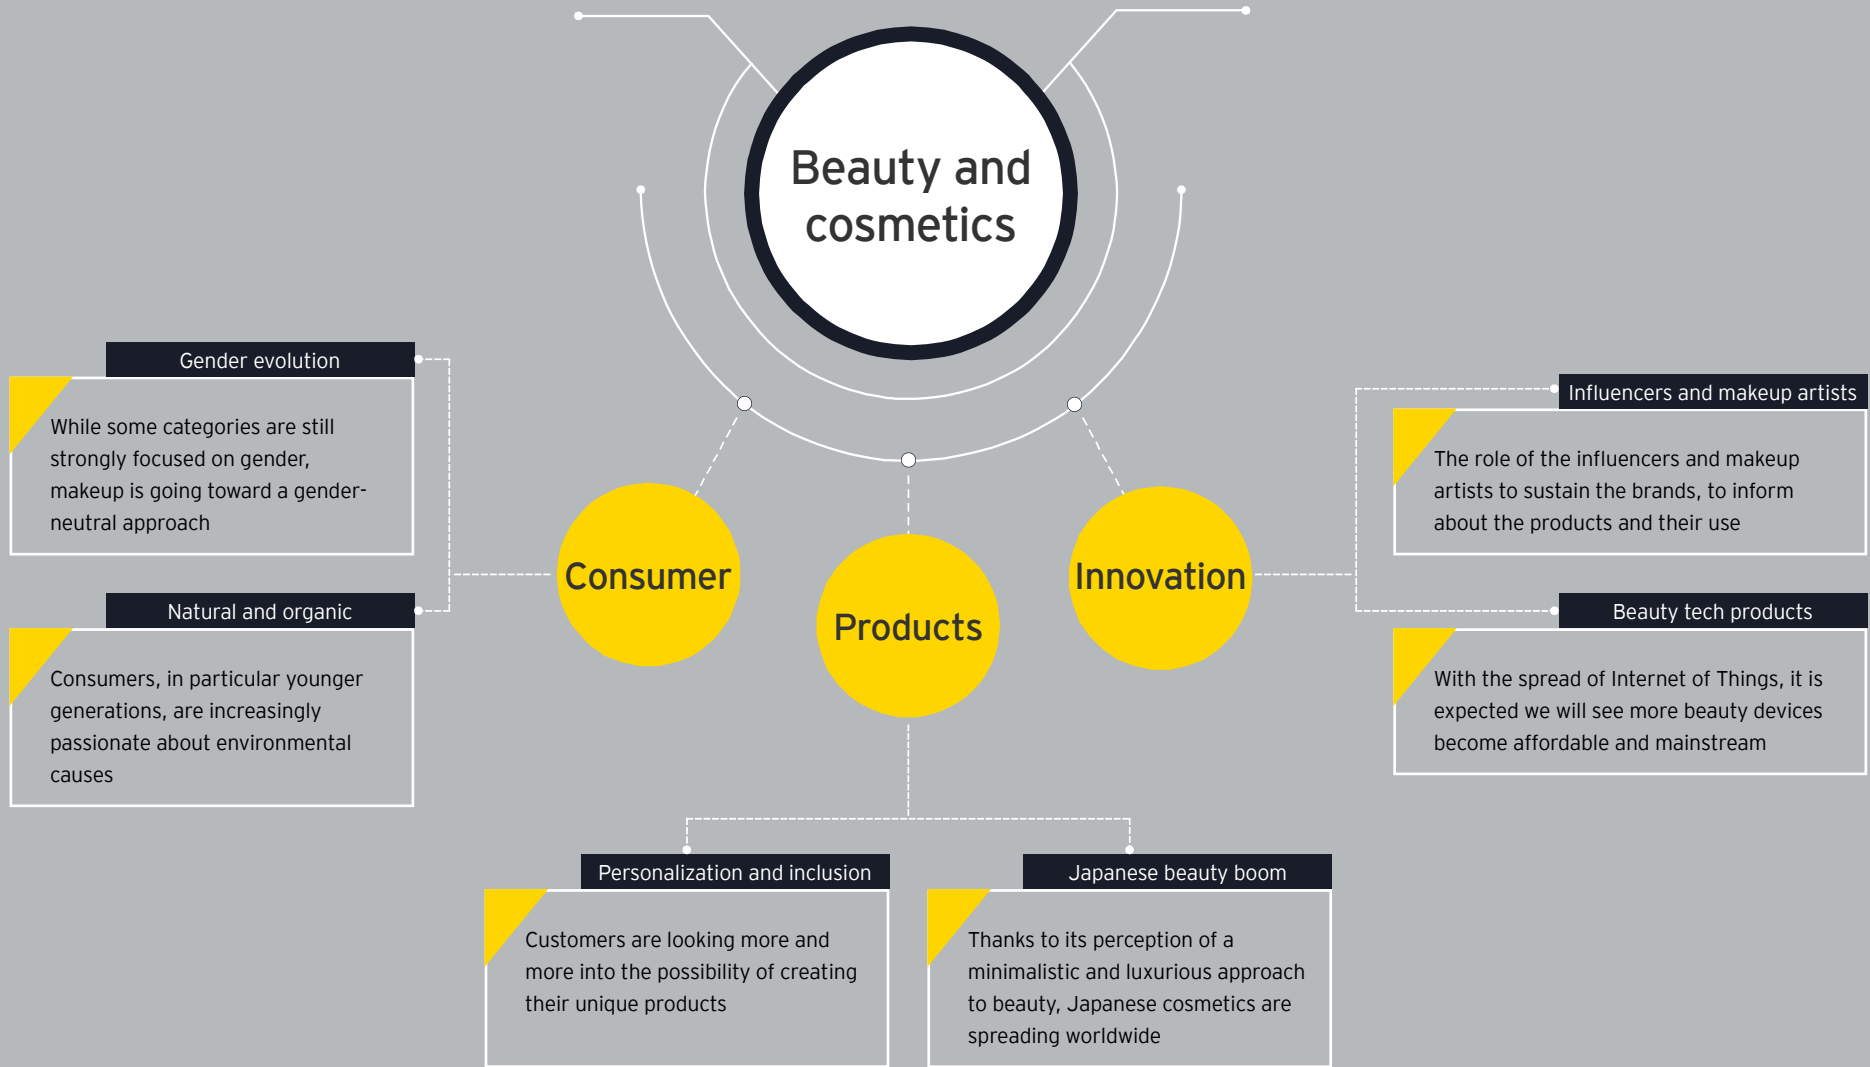 Beauty and
cosmetics
Gender evolution
While some categories are still
strongly focused on gender,
makeup is going toward a gender-
neutral approach
Natural and organic
Consumers, in particular younger
generations, are increasingly
passionate about environmental
causes
Consumer
Products
Innovation
Influencers and makeup artists
The role of the influencers and makeup
artists to sustain the brands, to inform
about the products and their use
Beauty tech products
With the spread of Internet of Things, it is
expected we will see more beauty devices
become affordable and mainstream
Personalization and inclusion
Customers are looking more and
more into the possibility of creating
their unique products
Japanese beauty boom
Thanks to its perception of a
minimalistic and luxurious approach
to beauty, Japanese cosmetics are
spreading worldwide